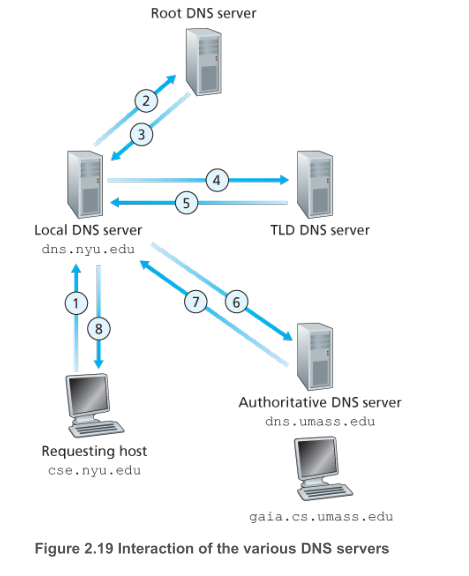 Root DNS server
2
3
4
5
Local DNS server
dns.nyu.edu
TLD DNS server
1
8
7
6
Authoritative DNS server
dns.umass.edu
Requesting host
cse.nyu.edu
gaia.cs.umass.edu
Figure 2.19 Interaction of the various DNS servers